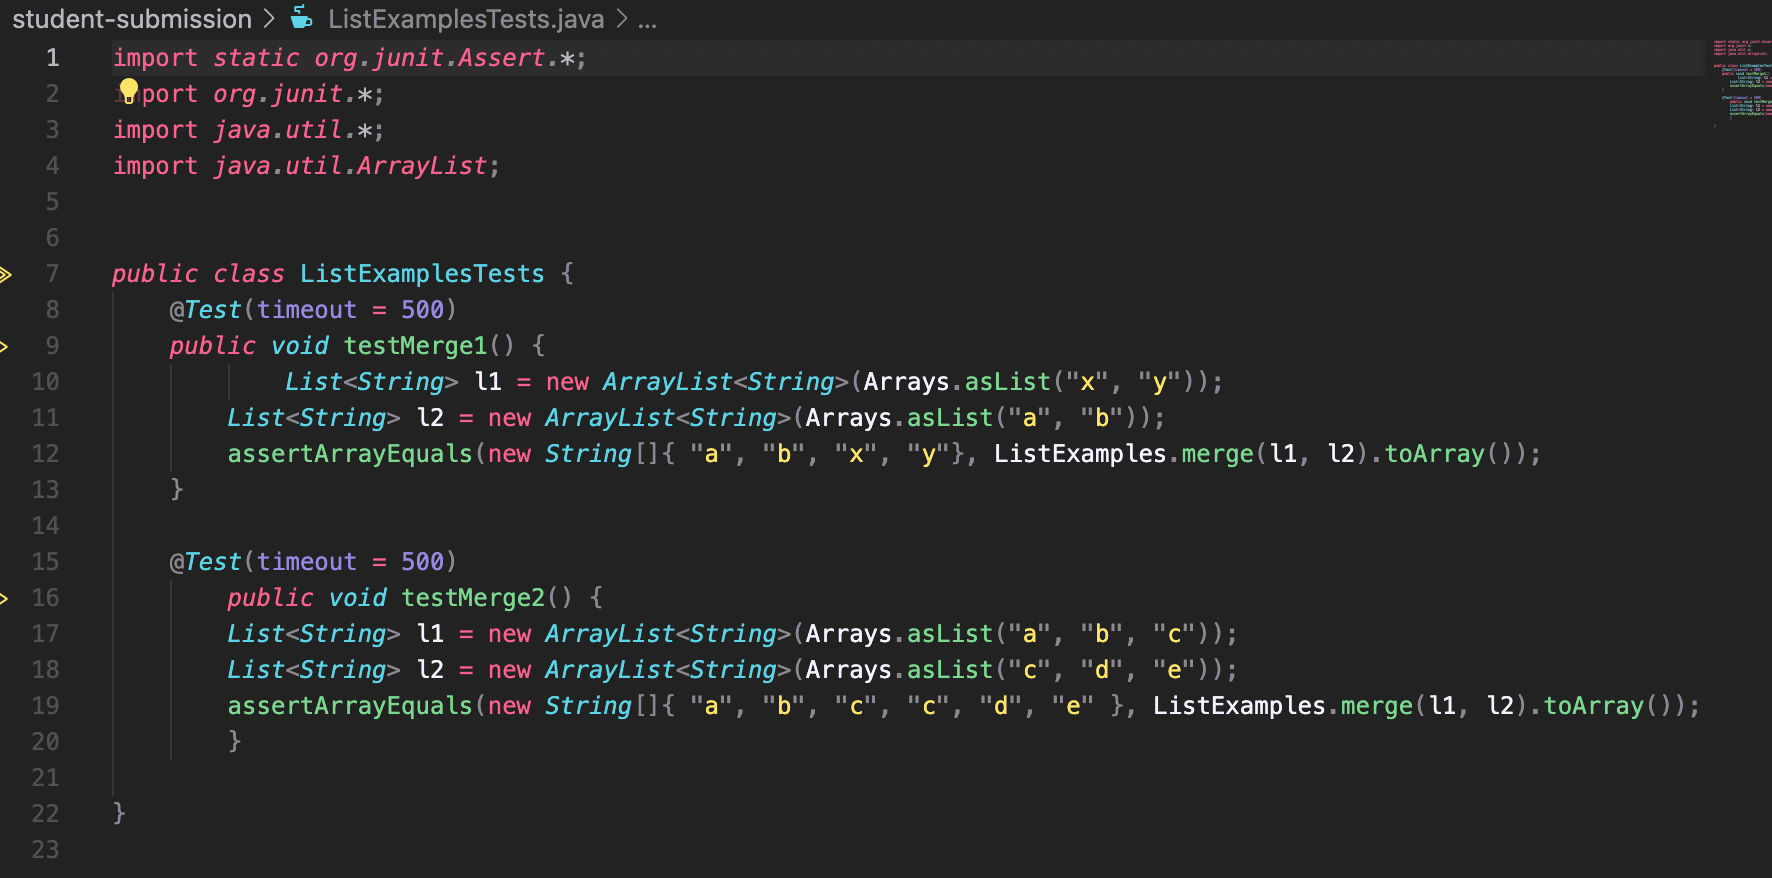 student-submission > ListExamplesTests.java > ...
1 import static org.junit.Assert.*;
2 import org.junit.*;
3 import java.util.*;
4 import java.util.ArrayList;
5
6
7 public class ListExamplesTests {
8 @Test(timeout = 500)
9 public void testMerge1() {
10 List<String> l1 = new ArrayList<String>(Arrays.asList("x", "y"));
11 List<String> l2 = new ArrayList<String>(Arrays.asList("a", "b"));
12 assertArrayEquals(new String[]{ "a", "b", "x", "y"}, ListExamples.merge(l1, l2).toArray());
13 }
14
15 @Test(timeout = 500)
16 public void testMerge2() {
17 List<String> l1 = new ArrayList<String>(Arrays.asList("a", "b", "c"));
18 List<String> l2 = new ArrayList<String>(Arrays.asList("c", "d", "e"));
19 assertArrayEquals(new String[]{ "a", "b", "c", "c", "d", "e" }, ListExamples.merge(l1, l2).toArray());
20 }
21
22 }
23